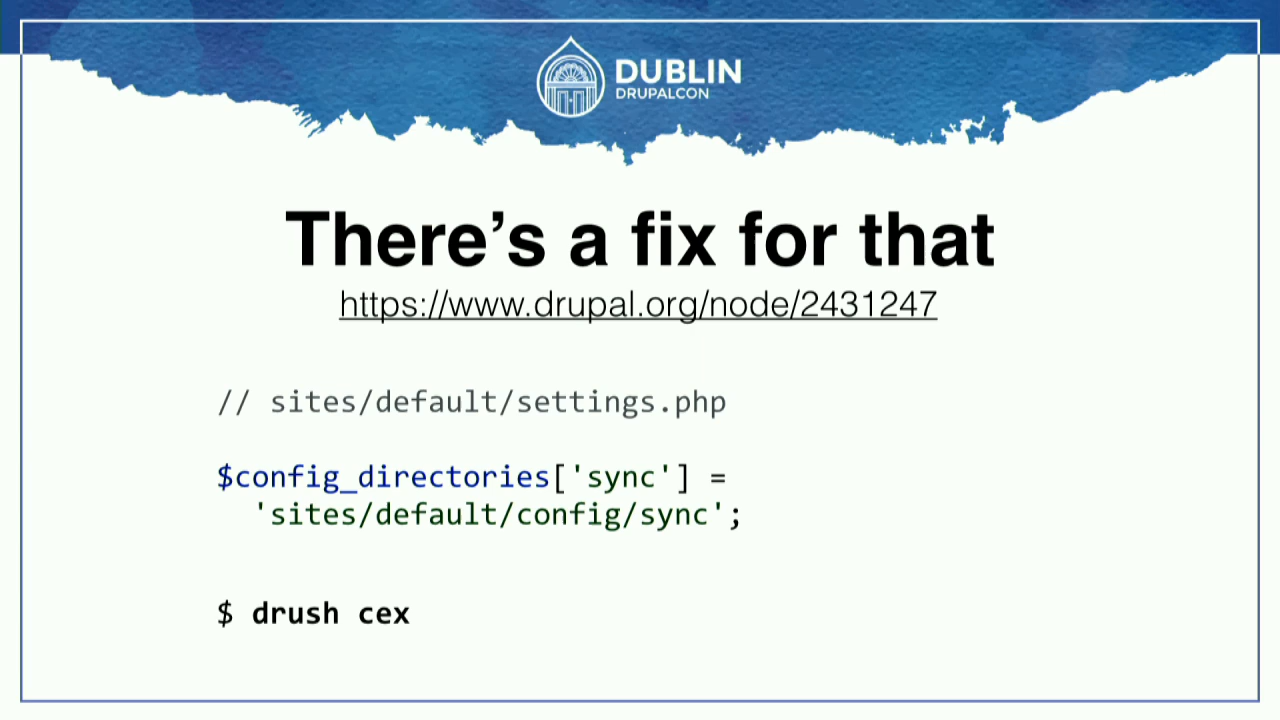 DUBLIN
DRUPALCON
There’s a fix for that
https://www.drupal.org/node/2431247
// sites/default/settings.php
$config_directories['sync'] =
'sites/default/config/sync';
$ drush cex